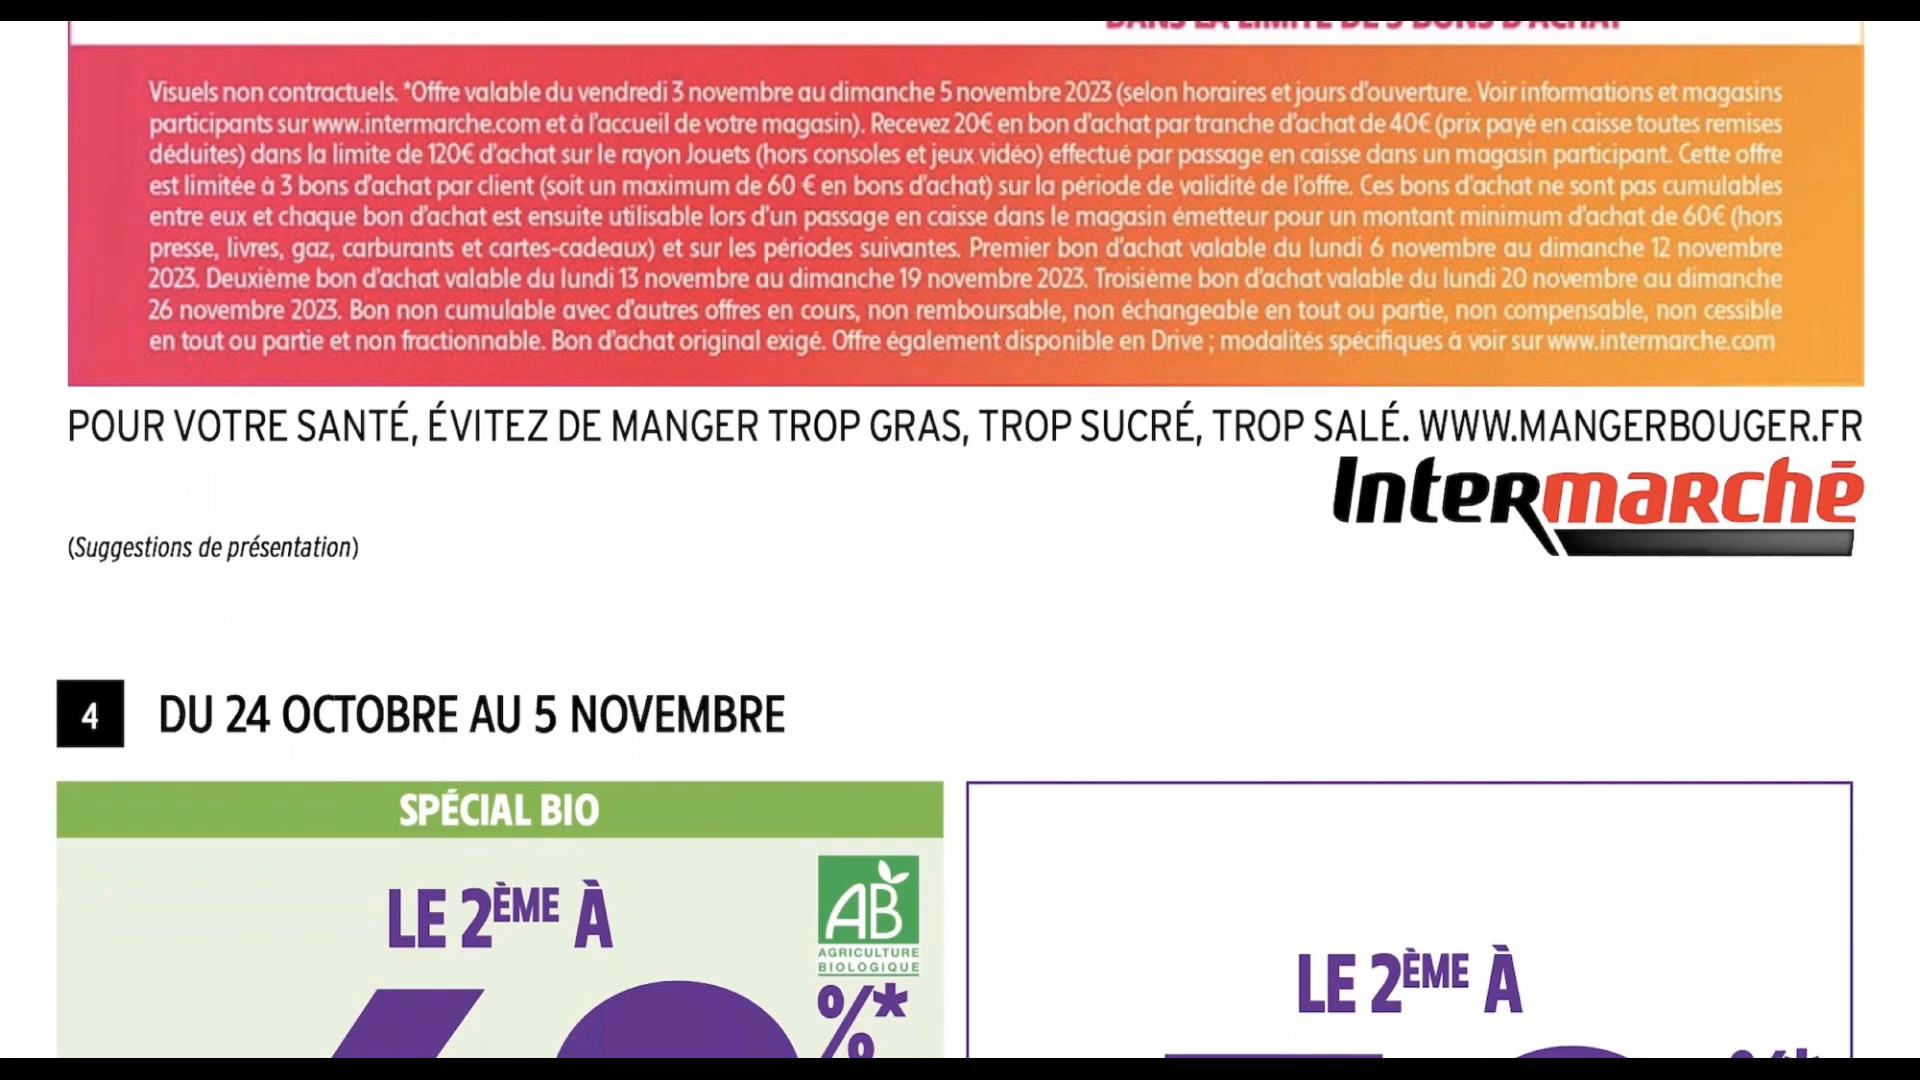 DANS LA LIMITE DE 3 BONS D'ACHAT
Visuels non contractuels. *Offre valable du vendredi 3 novembre au dimanche 5 novembre 2023 (selon horaires et jours d'ouverture. Voir informations et magasins
participants sur www.intermarche.com et à l'accueil de votre magasin). Recevez 20€ en bon d'achat par tranche d'achat de 40€ (prix payé en caisse toutes remises
déduites) dans la limite de 120€ d'achat sur le rayon Jouets (hors consoles et jeux vidéo) effectué par passage en caisse dans un magasin participant. Cette offre
est limitée à 3 bons d'achat par client (soit un maximum de 60 € en bons d'achat) sur la période de validité de l'offre. Ces bons d'achat ne sont pas cumulables
entre eux et chaque bon d'achat est ensuite utilisable lors d'un passage en caisse dans le magasin émetteur pour un montant minimum d'achat de 60€ (hors
presse, livres, gaz, carburants et cartes-cadeaux) et sur les périodes suivantes. Premier bon d'achat valable du lundi 6 novembre au dimanche 12 novembre
2023. Deuxième bon d'achat valable du lundi 13 novembre au dimanche 19 novembre 2023. Troisième bon d'achat valable du lundi 20 novembre au dimanche
26 novembre 2023. Bon non cumulable avec d'autres offres en cours, non remboursable, non échangeable en tout ou partie, non compensable, non cessible
en tout ou partie et non fractionnable. Bon d'achat original exigé. Offre également disponible en Drive ; modalités spécifiques à voir sur www.intermarche.com
POUR VOTRE SANTÉ, ÉVITEZ DE MANGER TROP GRAS, TROP SUCRÉ, TROP SALÉ. WWW.MANGERBOUGER.FR
Intermarché
(Suggestions de présentation)
4 DU 24 OCTOBRE AU 5 NOVEMBRE
SPÉCIAL BIO
LE 2ÈME À
AB
AGRICULTURE
BIOLOGIQUE
%*
LE 2ÈME À
%*